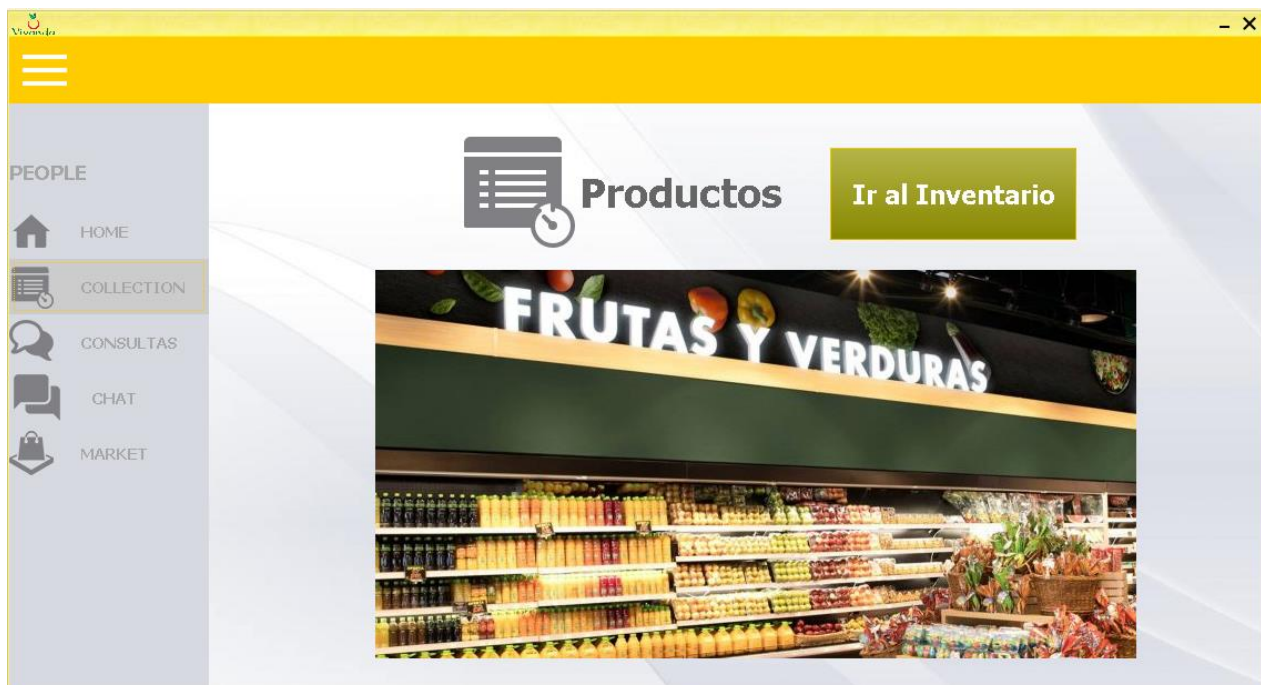 Vivanda
PEOPLE
HOME
COLLECTION
CONSULTAS
CHAT
MARKET
Productos
Ir al Inventario
FRUTAS Y VERDURAS